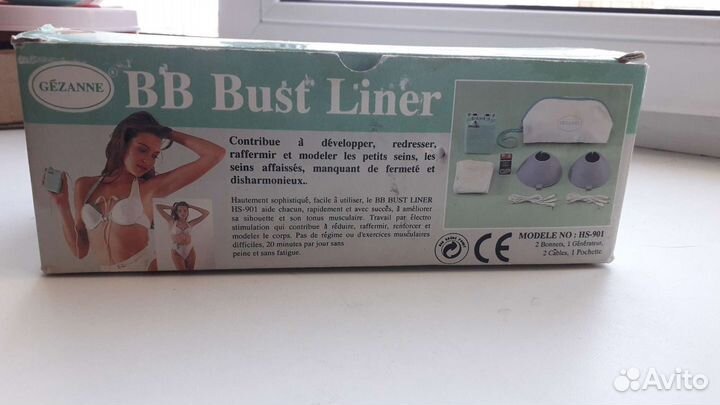 GÉZANNE
BB Bust Liner
Contribue à développer, redresser,
raffermir et modeler les petits seins, les
seins affaissés, manquant de fermeté et
disharmonieux..
Hautement sophistiqué, facile à utiliser, le BB BUST LINER
HS-901 aide chacun, rapidement et avec succès, à améliorer
sa silhouette et son tonus musculaire. Travail par électro
stimulation qui contribue à réduire, raffermir, renforcer et
modeler le corps. Pas de régime ou d'exercices musculaires
difficiles, 20 minutes par jour sans
peine et sans fatigue.
GÉZANNE
CE
MODELE NO : HS-901
2 Bonnets, 1 Générateur,
2 Cables, 1 Pochette
Avito